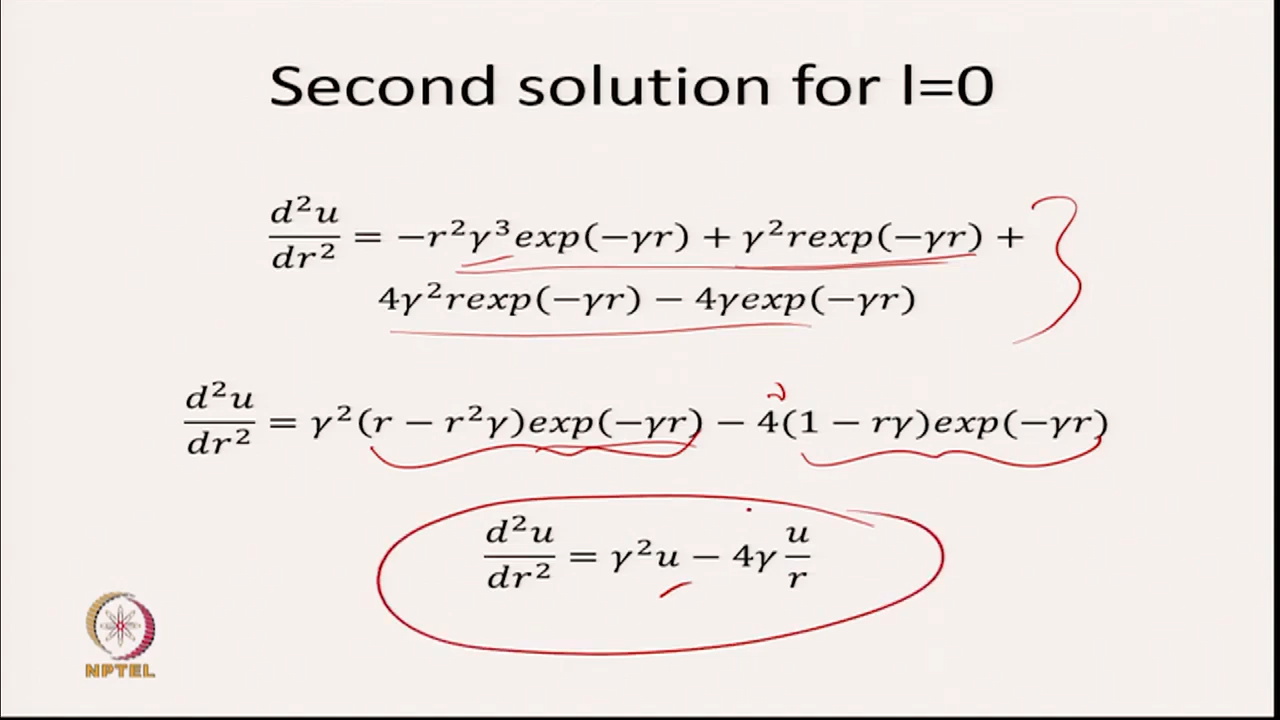 Second solution for l=0
d²u/dr² = −r²γ³exp(−γr) + γ²rexp(−γr) +
4γ²rexp(−γr) − 4γexp(−γr)
d²u/dr² = γ²(r − r²γ)exp(−γr) − 4(1 − rγ)exp(−γr)
d²u/dr² = γ²u − 4γ u/r
NPTEL